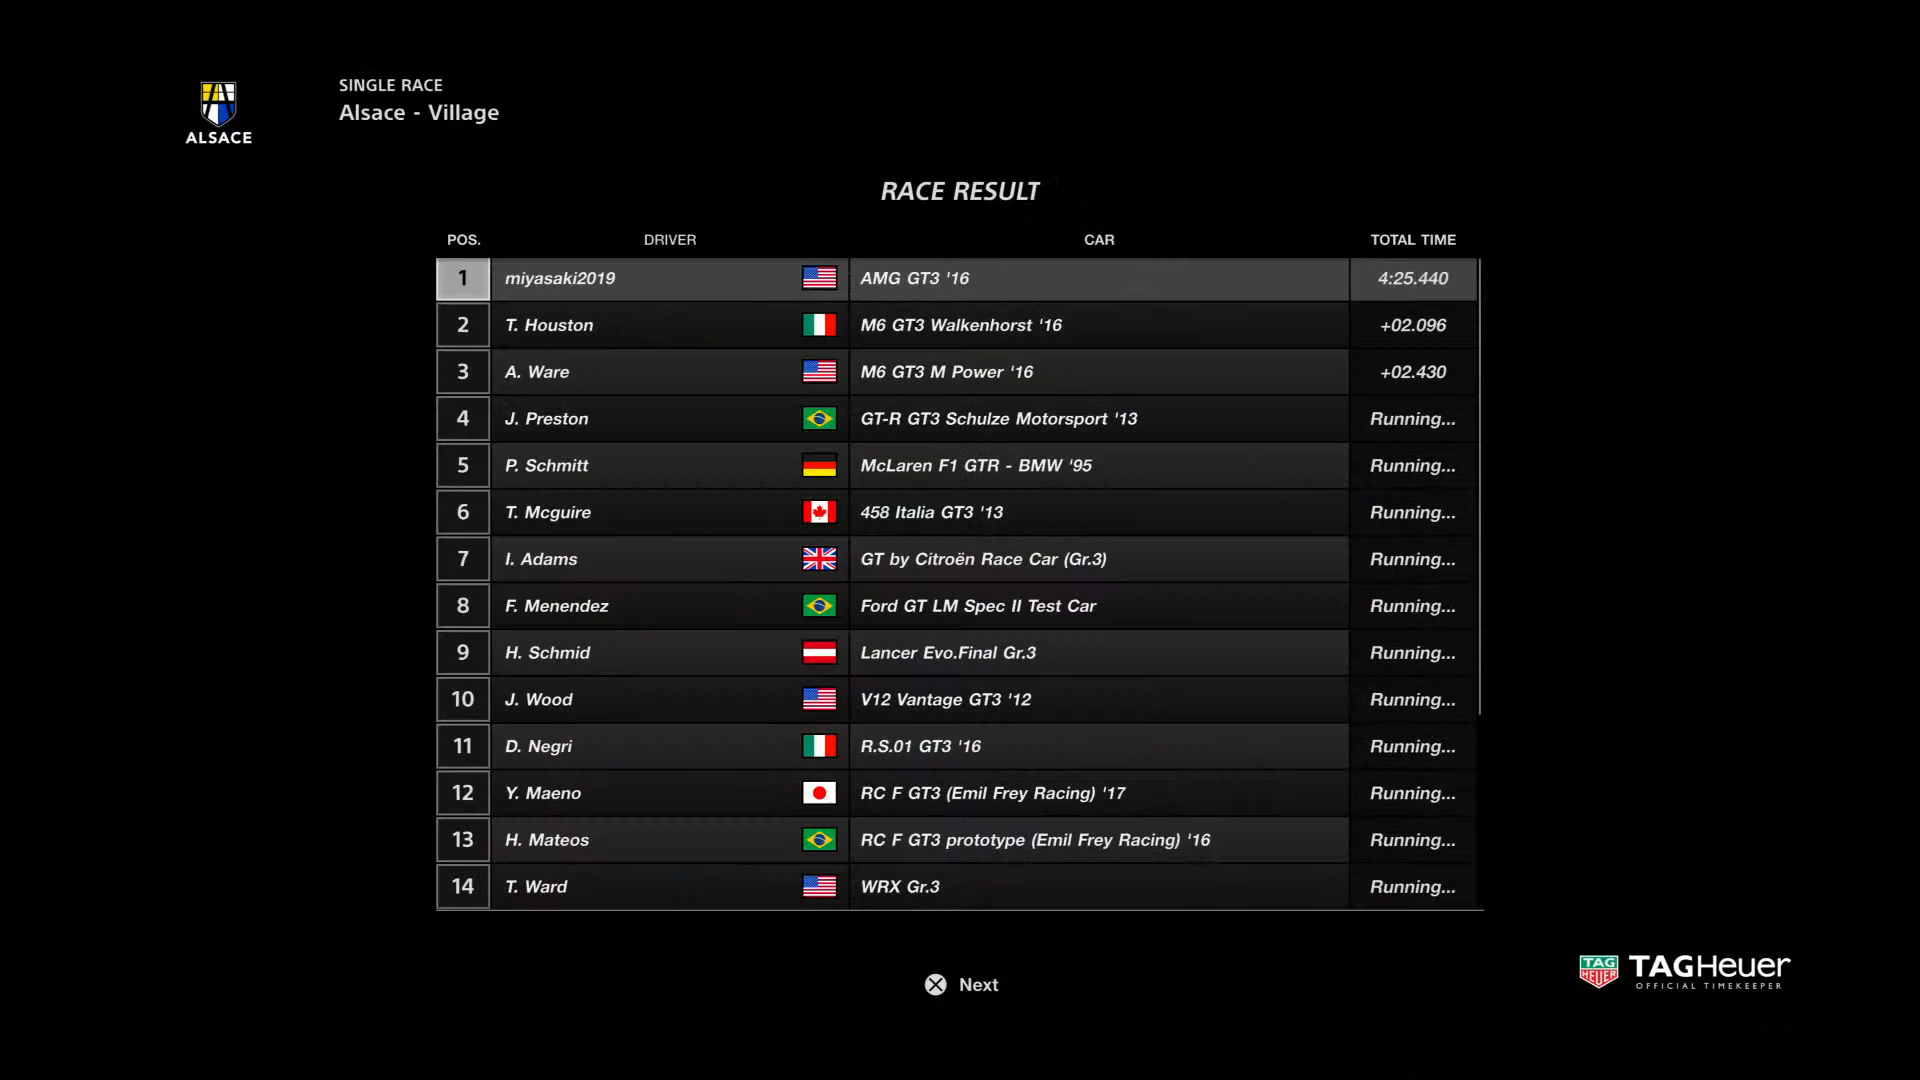 ALSACE
SINGLE RACE
Alsace - Village
RACE RESULT
POS. DRIVER CAR TOTAL TIME
1 miyasaki2019 AMG GT3 '16 4:25.440
2 T. Houston M6 GT3 Walkenhorst '16 +02.096
3 A. Ware M6 GT3 M Power '16 +02.430
4 J. Preston GT-R GT3 Schulze Motorsport '13 Running...
5 P. Schmitt McLaren F1 GTR - BMW '95 Running...
6 T. Mcguire 458 Italia GT3 '13 Running...
7 I. Adams GT by Citroën Race Car (Gr.3) Running...
8 F. Menendez Ford GT LM Spec II Test Car Running...
9 H. Schmid Lancer Evo.Final Gr.3 Running...
10 J. Wood V12 Vantage GT3 '12 Running...
11 D. Negri R.S.01 GT3 '16 Running...
12 Y. Maeno RC F GT3 (Emil Frey Racing) '17 Running...
13 H. Mateos RC F GT3 prototype (Emil Frey Racing) '16 Running...
14 T. Ward WRX Gr.3 Running...
Next
TAG HEUER
TAGHeuer
OFFICIAL TIMEKEEPER